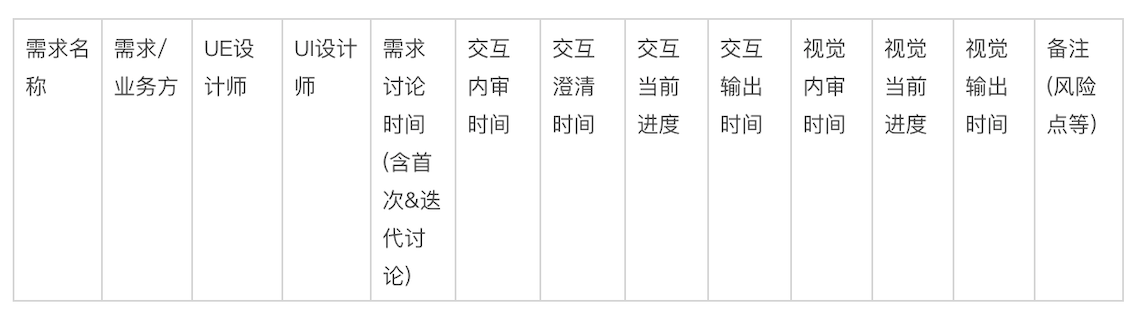 需求名
称
需求/
业务方
UE设
计师
UI设计
师
需求
讨论
时间
(含首
次&迭
代讨
论)
交互
内审
时间
交互
澄清
时间
交互
当前
进度
交互
输出
时间
视觉
内审
时间
视觉
当前
进度
视觉
输出
时间
备注
(风险
点等)